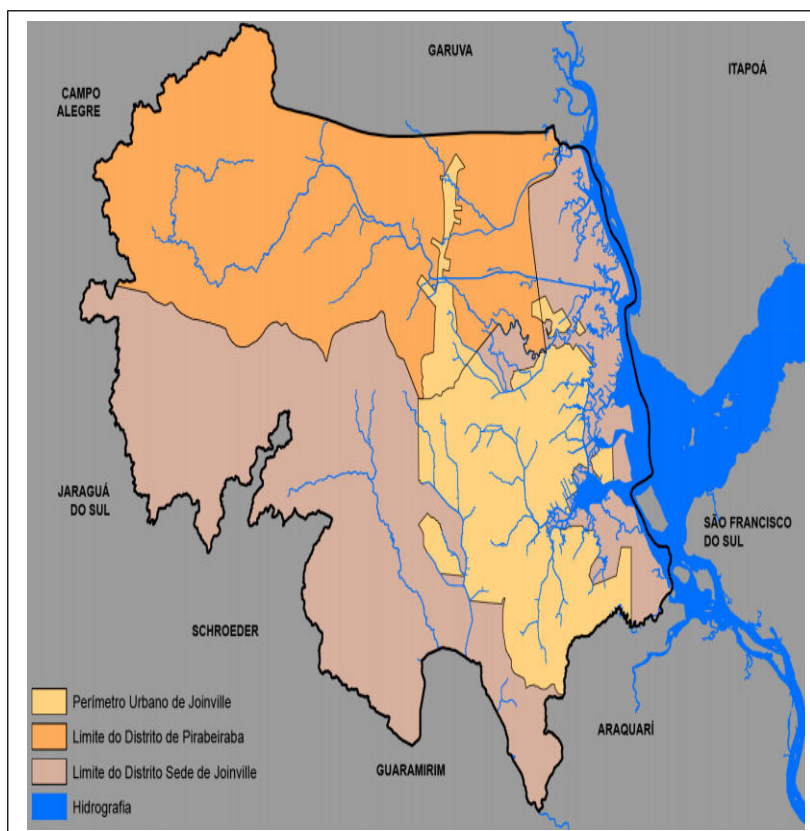 GARUVA
ITAPOÁ
CAMPO
ALEGRE
JARAGUÁ
DO SUL
SÃO FRANCISCO
DO SUL
SCHROEDER
ARAQUARÍ
GUARAMIRIM
Perímetro Urbano de Joinville
Limite do Distrito de Pirabeiraba
Limite do Distrito Sede de Joinville
Hidrografia